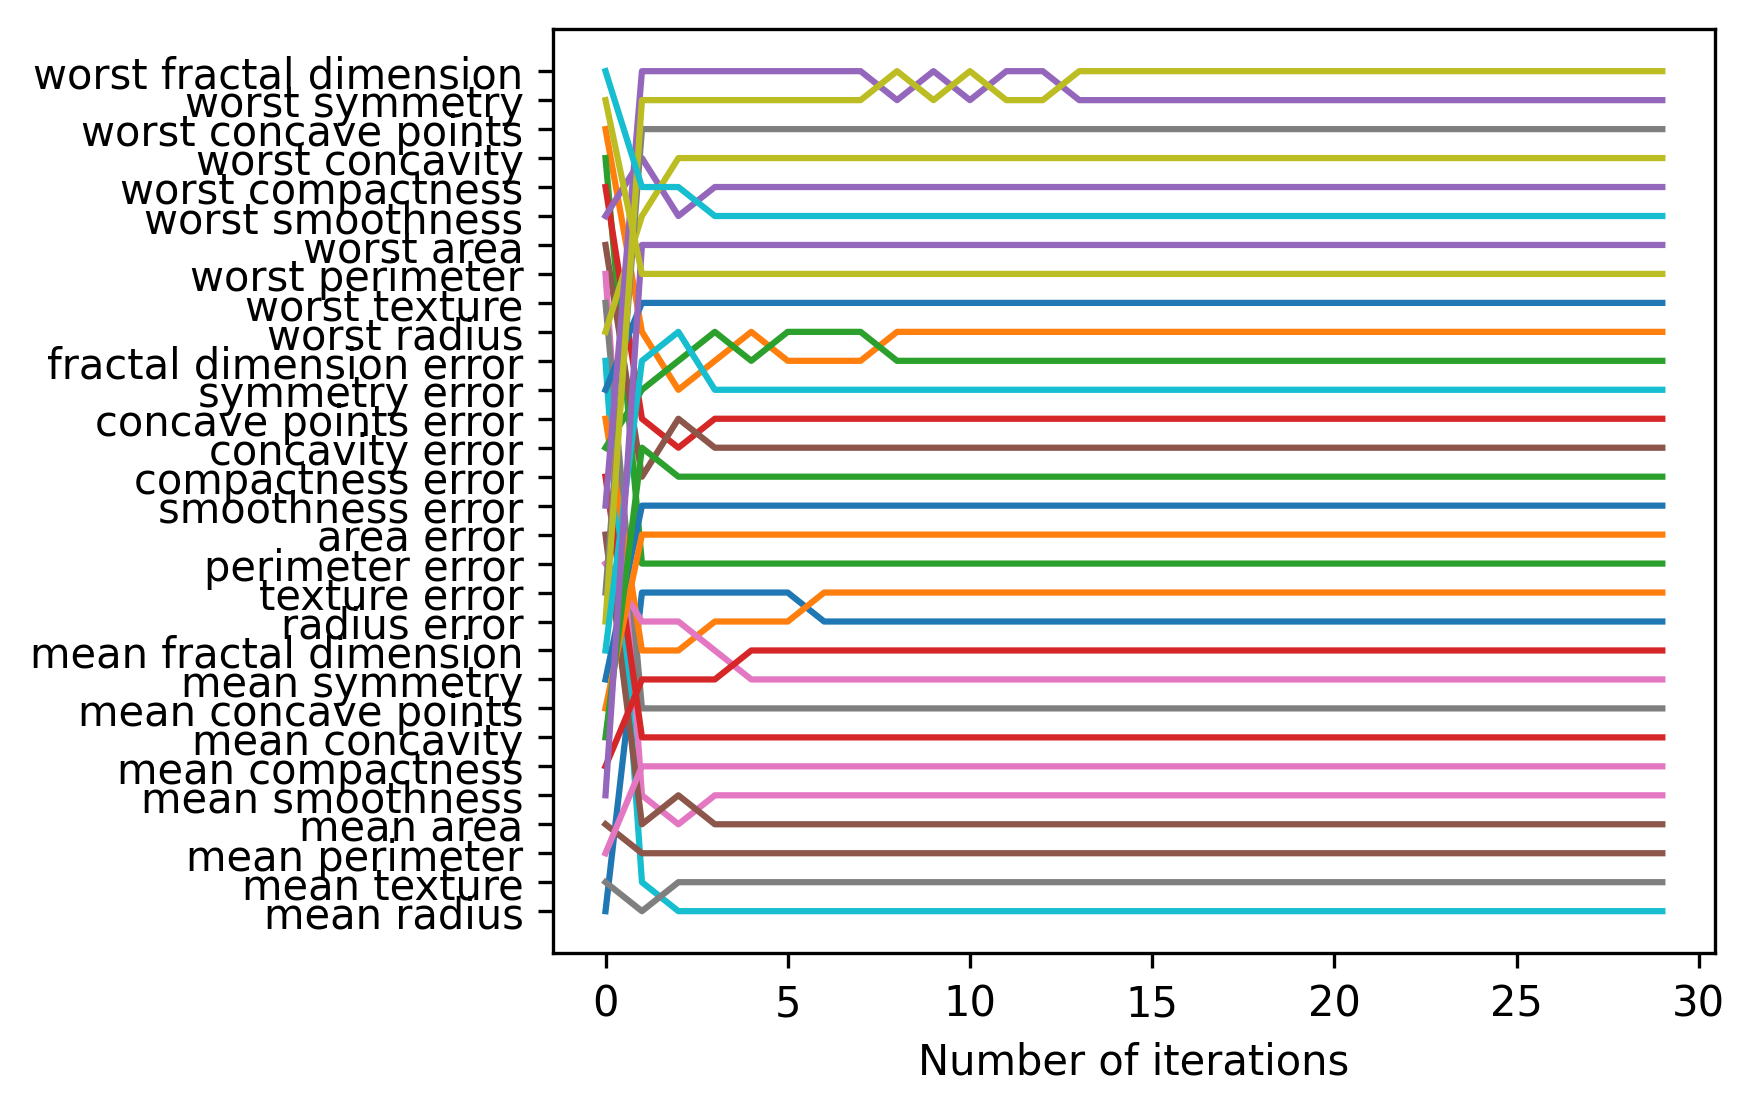 worst fractal dimension
worst symmetry
worst concave points
worst concavity
worst compactness
worst smoothness
worst area
worst perimeter
worst texture
worst radius
fractal dimension error
symmetry error
concave points error
concavity error
compactness error
smoothness error
area error
perimeter error
texture error
radius error
mean fractal dimension
mean symmetry
mean concave points
mean concavity
mean compactness
mean smoothness
mean area
mean perimeter
mean texture
mean radius
0 5 10 15 20 25 30
Number of iterations